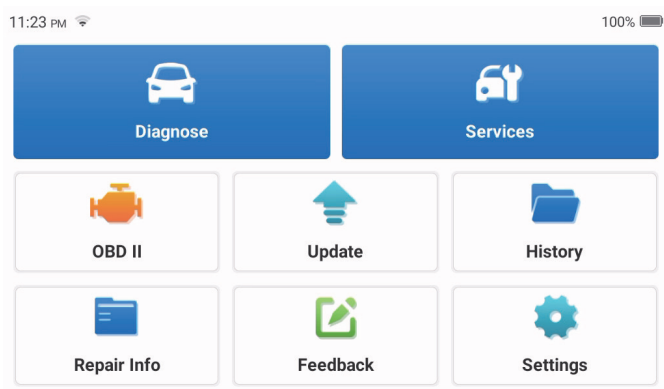 11:23 PM 100%
Diagnose Services
OBD II Update History
Repair Info Feedback Settings